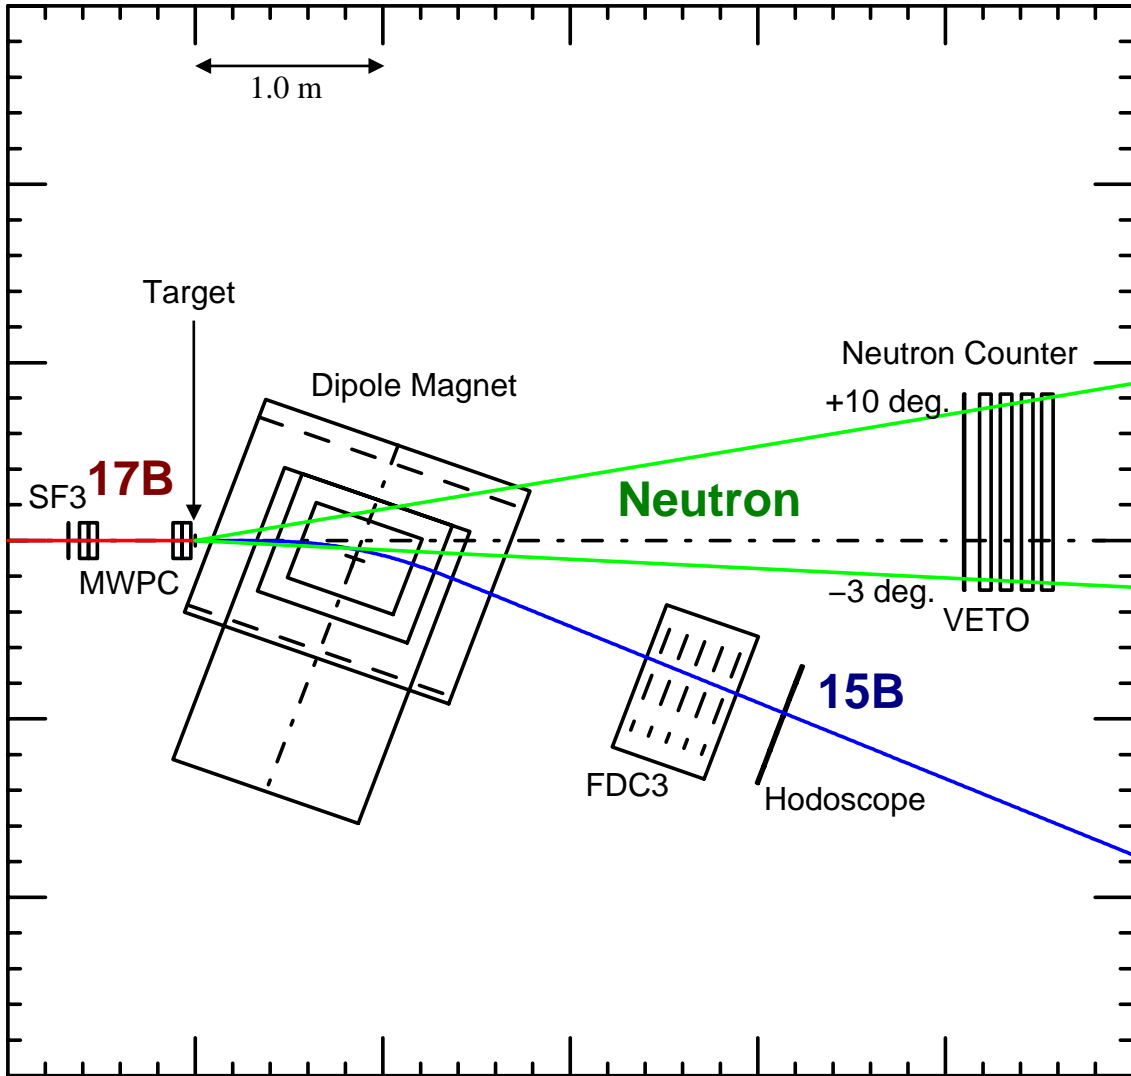 1.0 m
Target
Neutron Counter
Dipole Magnet
+10 deg.
17B
SF3
Neutron
MWPC
−3 deg.
VETO
15B
FDC3
Hodoscope